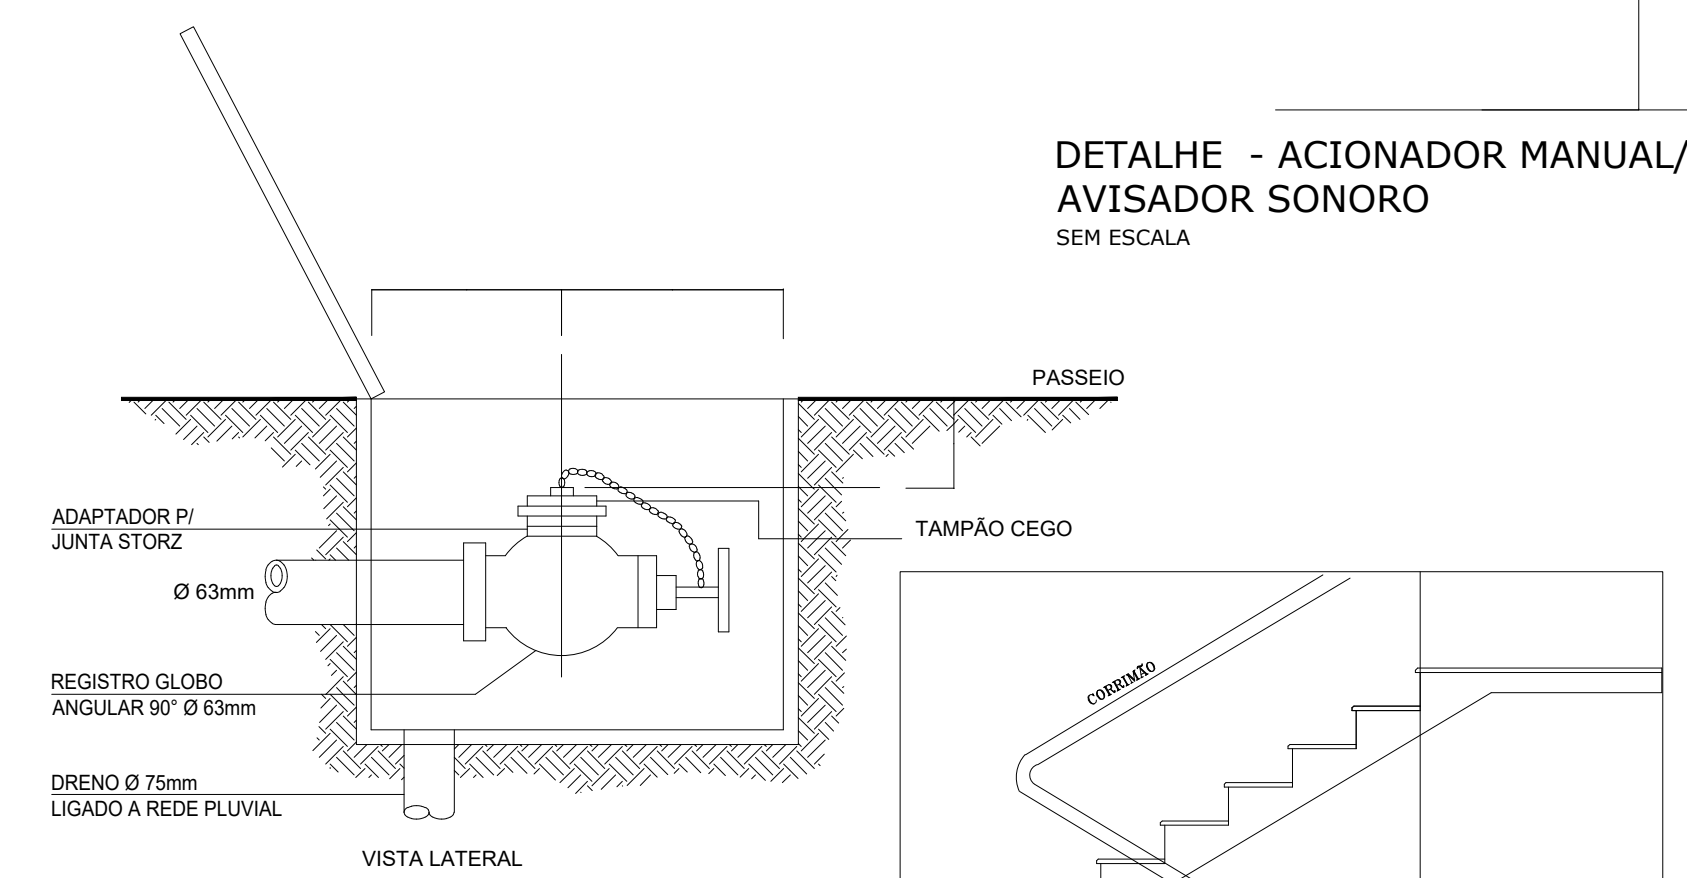 DETALHE - ACIONADOR MANUAL/
AVISADOR SONORO
SEM ESCALA
PASSEIO
ADAPTADOR P/
JUNTA STORZ
TAMPÃO CEGO
Ø 63mm
CORRIMÃO
REGISTRO GLOBO
ANGULAR 90° Ø 63mm
DRENO Ø 75mm
LIGADO A REDE PLUVIAL
VISTA LATERAL